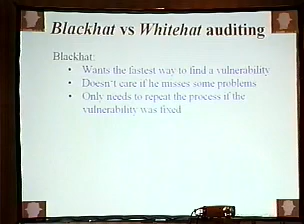 Blackhat vs Whitehat auditing
Blackhat:
• Wants the fastest way to find a vulnerability
• Doesn't care if he misses some problems
• Only needs to repeat the process if the
vulnerability was fixed